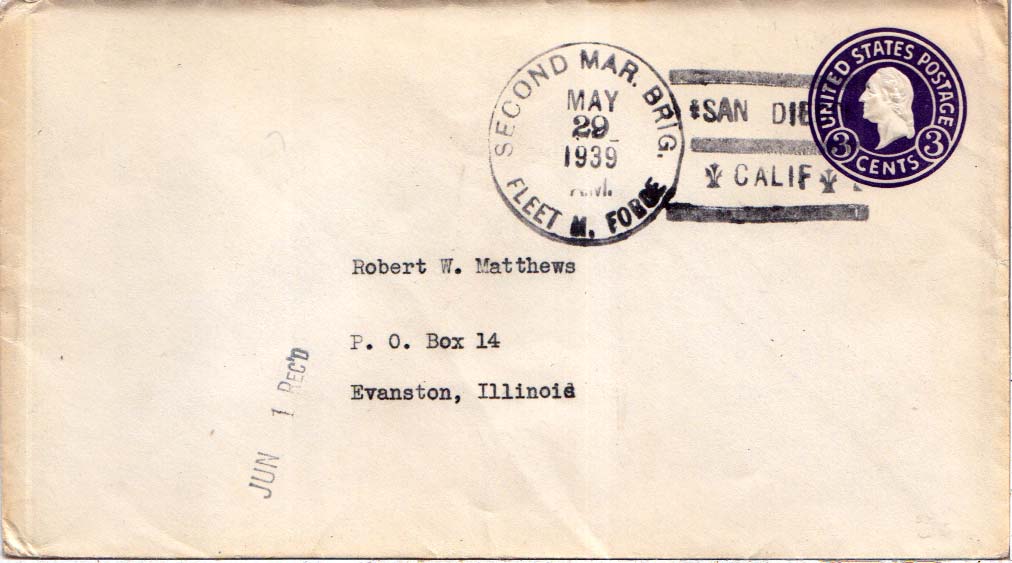 SECOND MAR. BRIG.
MAY
29
1939
A.M.
FLEET M. FORCE
SAN DIE
CALIF
UNITED STATES POSTAGE
3 CENTS 3
Robert W. Matthews
P. O. Box 14
Evanston, Illinois
JUN 1 REC'D